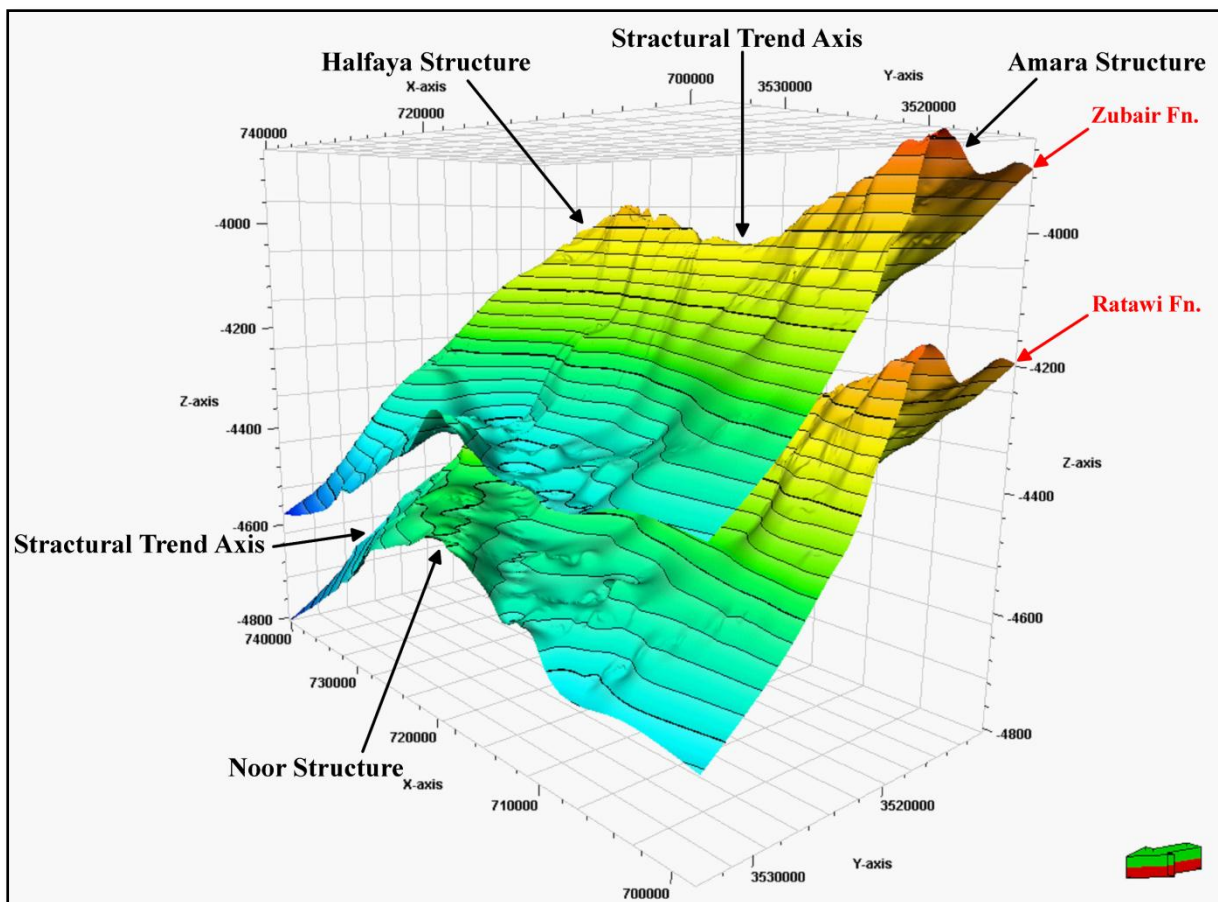 Stractural Trend Axis
Halfaya Structure
Amara Structure
X-axis
700000
Y-axis
3530000
720000
3520000
740000
Zubair Fn.
-4000
-4000
Ratawi Fn.
-4200
-4200
Z-axis
-4400
Z-axis
-4400
-4600
Stractural Trend Axis
-4600
-4800
740000
730000
720000
-4800
Noor Structure
X-axis
710000
3520000
700000
3530000
Y-axis